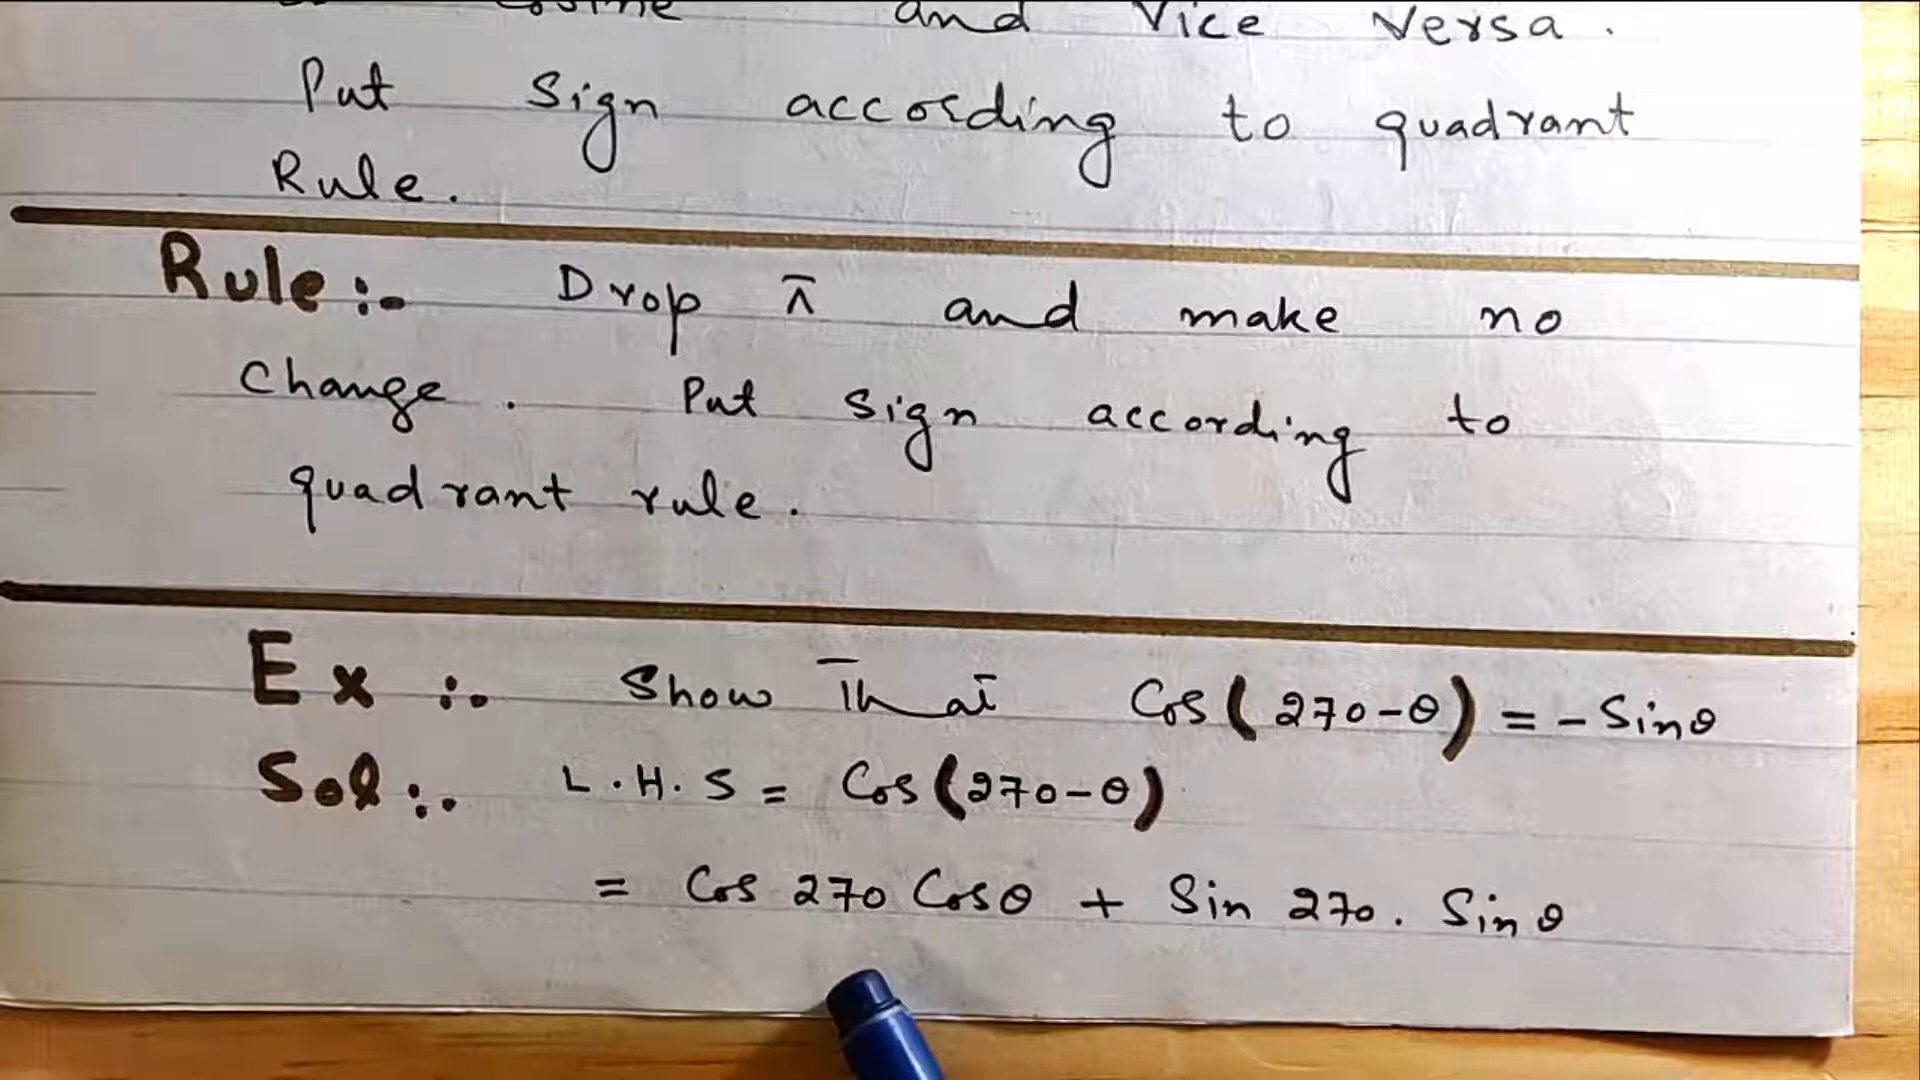 Cosine and Vice Versa.
Put Sign according to quadrant
Rule.
Rule:- Drop π and make no
Change. Put Sign according to
quadrant rule.
Ex:- Show That Cos(270-θ) = - Sinθ
Sol:- L.H.S = Cos(270-θ)
= Cos 270 Cosθ + Sin 270. Sinθ